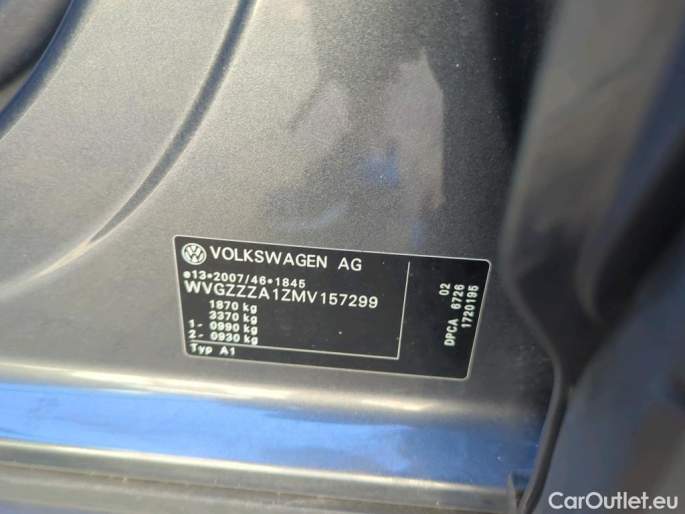 VOLKSWAGEN AG
e13*2007/46*1845
WVGZZZA1ZMV157299
1870 kg
3370 kg
1- 0990 kg
2- 0930 kg
Typ A1
02
DPCA 6726
1720195
CarOutlet.eu